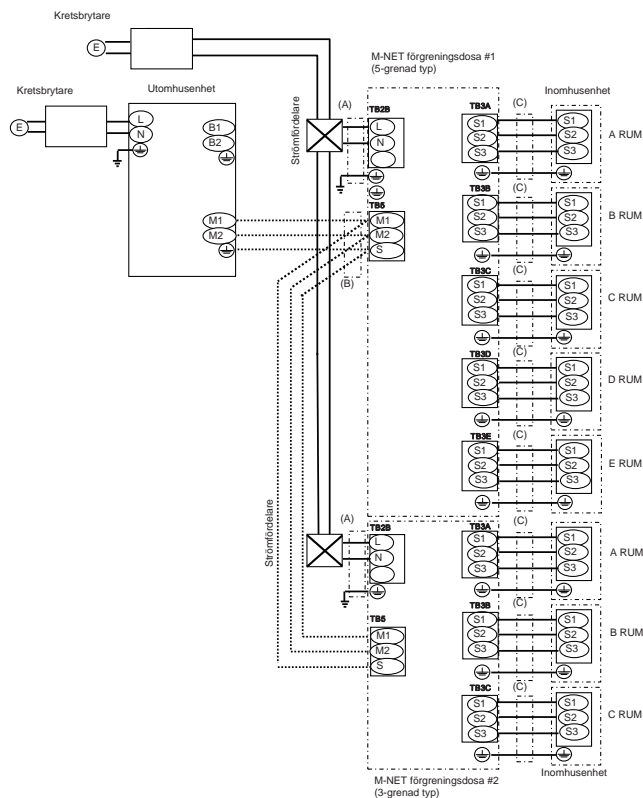 Kretsbrytare
E
M-NET förgreningsdosa #1
(5-grenad typ)
Kretsbrytare
Utomhusenhet
Inomhusenhet
E
L
N
B1
B2
M1
M2
Strömfördelare
(A)
TB2B
L
N
TB5
M1
M2
S
(B)
TB3A
(C)
S1
S2
S3
S1
S2
S3
A RUM
TB3B
(C)
S1
S2
S3
S1
S2
S3
B RUM
TB3C
(C)
S1
S2
S3
S1
S2
S3
C RUM
TB3D
(C)
S1
S2
S3
S1
S2
S3
D RUM
TB3E
(C)
S1
S2
S3
S1
S2
S3
E RUM
Strömfördelare
(A)
TB2B
L
N
TB5
M1
M2
S
TB3A
(C)
S1
S2
S3
S1
S2
S3
A RUM
TB3B
(C)
S1
S2
S3
S1
S2
S3
B RUM
TB3C
(C)
S1
S2
S3
S1
S2
S3
C RUM
Inomhusenhet
M-NET förgreningsdosa #2
(3-grenad typ)